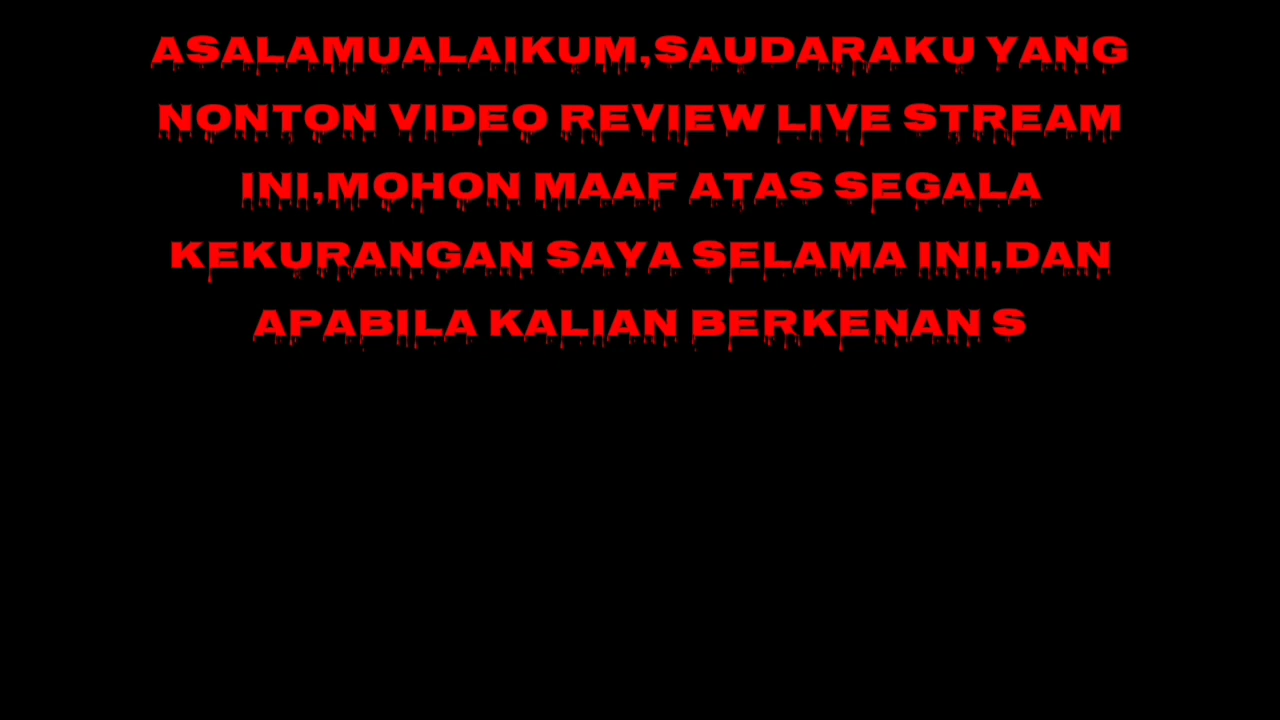 ASALAMUALAIKUM,SAUDARAKU YANG
NONTON VIDEO REVIEW LIVE STREAM
INI,MOHON MAAF ATAS SEGALA
KEKURANGAN SAYA SELAMA INI,DAN
APABILA KALIAN BERKENAN S